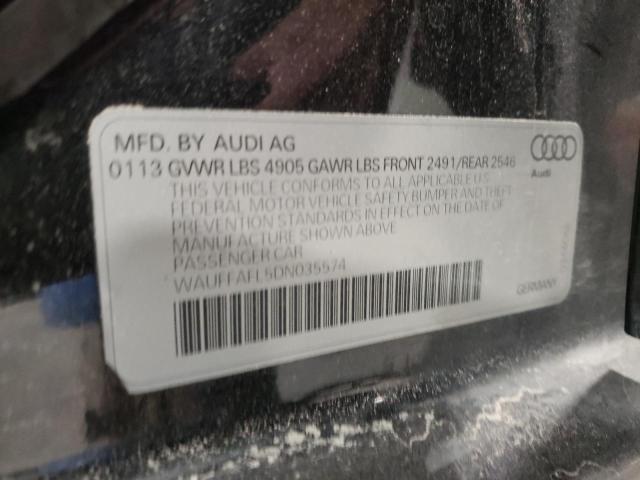 MFD. BY AUDI AG
0113 GVWR LBS 4905 GAWR LBS FRONT 2491/REAR 2546
THIS VEHICLE CONFORMS TO ALL APPLICABLE U.S.
FEDERAL MOTOR VEHICLE SAFETY BUMPER AND THEFT
PREVENTION STANDARDS IN EFFECT ON THE DATE OF
MANUFACTURE SHOWN ABOVE
PASSENGER CAR
WAUFFAFL5DN035574
Audi
GERMANY